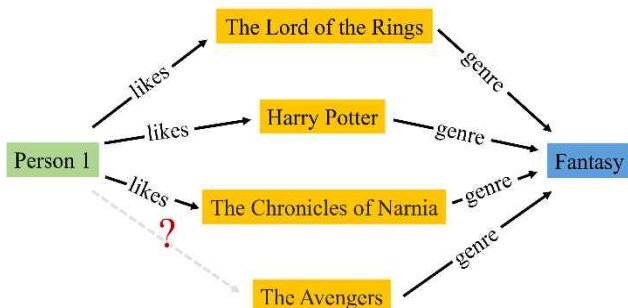 The Lord of the Rings
likes
genre
Harry Potter
likes
genre
Person 1
Fantasy
likes
The Chronicles of Narnia
genre
?
The Avengers
genre